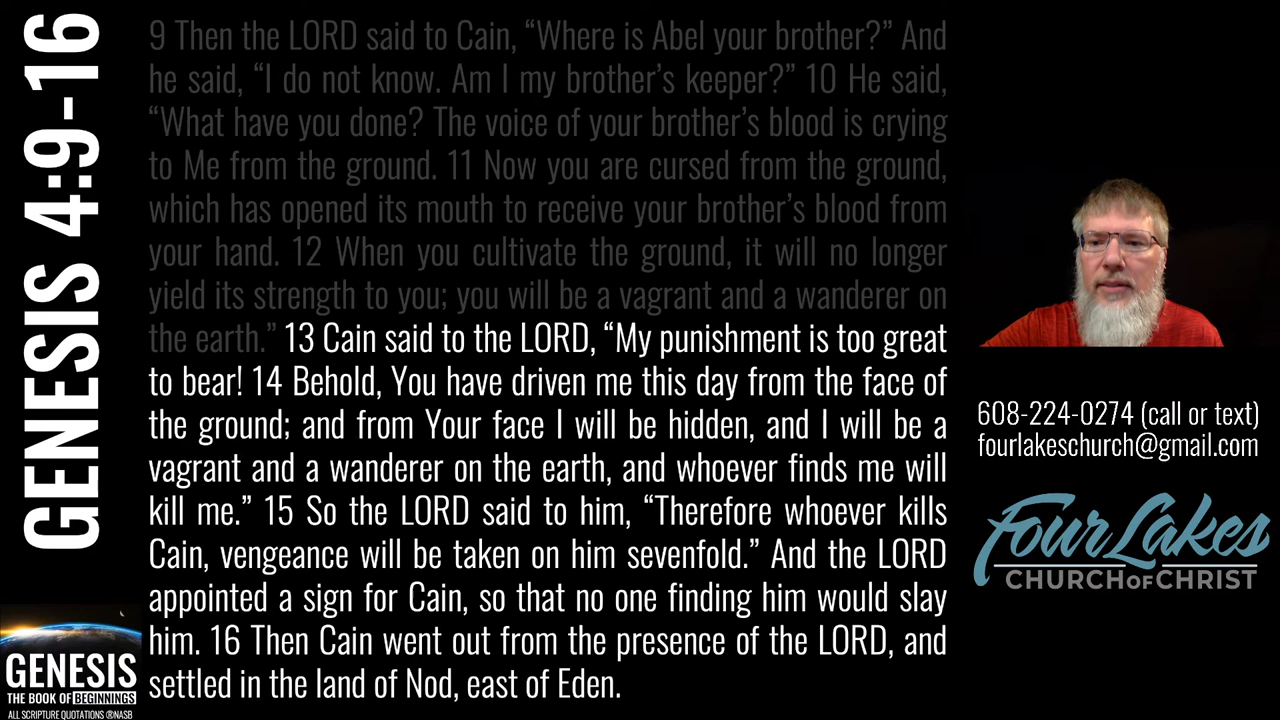 GENESIS 4:9-16
9 Then the LORD said to Cain, “Where is Abel your brother?” And
he said, “I do not know. Am I my brother’s keeper?” 10 He said,
“What have you done? The voice of your brother’s blood is crying
to Me from the ground. 11 Now you are cursed from the ground,
which has opened its mouth to receive your brother’s blood from
your hand. 12 When you cultivate the ground, it will no longer
yield its strength to you; you will be a vagrant and a wanderer on
the earth.” 13 Cain said to the LORD, “My punishment is too great
to bear! 14 Behold, You have driven me this day from the face of
the ground; and from Your face I will be hidden, and I will be a
vagrant and a wanderer on the earth, and whoever finds me will
kill me.” 15 So the LORD said to him, “Therefore whoever kills
Cain, vengeance will be taken on him sevenfold.” And the LORD
appointed a sign for Cain, so that no one finding him would slay
him. 16 Then Cain went out from the presence of the LORD, and
settled in the land of Nod, east of Eden.
GENESIS
THE BOOK OF BEGINNINGS
ALL SCRIPTURE QUOTATIONS ®NASB
608-224-0274 (call or text)
fourlakeschurch@gmail.com
Four Lakes
CHURCH OF CHRIST